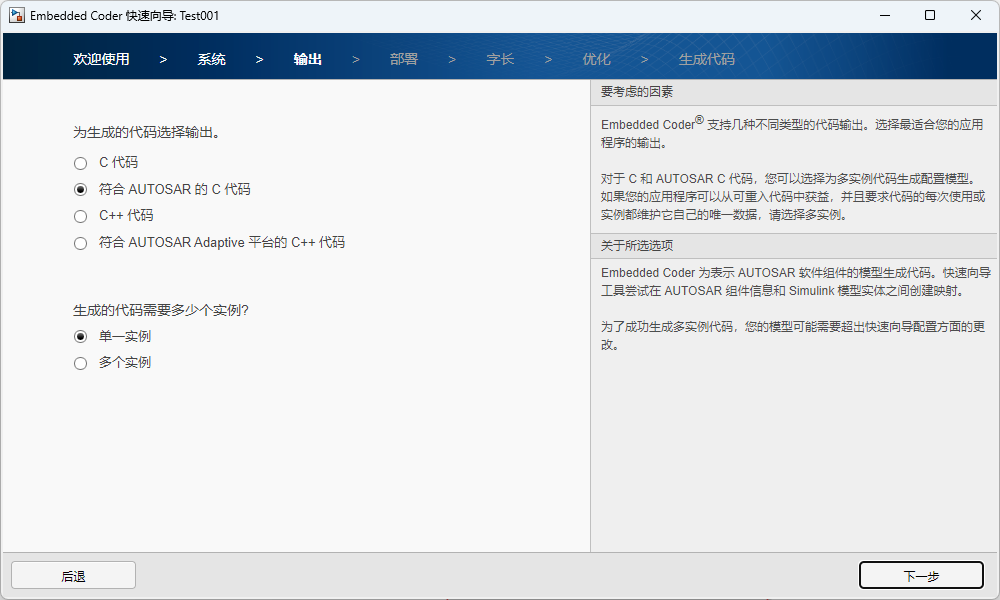 Embedded Coder 快速向导: Test001
欢迎使用 > 系统 > 输出 > 部署 > 字长 > 优化 > 生成代码
为生成的代码选择输出。
C 代码
符合 AUTOSAR 的 C 代码
C++ 代码
符合 AUTOSAR Adaptive 平台的 C++ 代码
生成的代码需要多少个实例?
单一实例
多个实例
要考虑的因素
Embedded Coder® 支持几种不同类型的代码输出。选择最适合您的应用
程序的输出。
对于 C 和 AUTOSAR C 代码，您可以选择为多实例代码生成配置模型。
如果您的应用程序可以从可重入代码中获益，并且要求代码的每次使用或
实例都维护它自己的唯一数据，请选择多实例。
关于所选选项
Embedded Coder 为表示 AUTOSAR 软件组件的模型生成代码。快速向导
工具尝试在 AUTOSAR 组件信息和 Simulink 模型实体之间创建映射。
为了成功生成多实例代码，您的模型可能需要超出快速向导配置方面的更
改。
后退
下一步